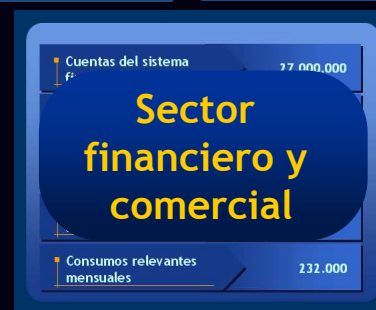 Cuentas del sistema
27.000.000
Sector
financiero y
comercial
Consumos relevantes
mensuales
232.000